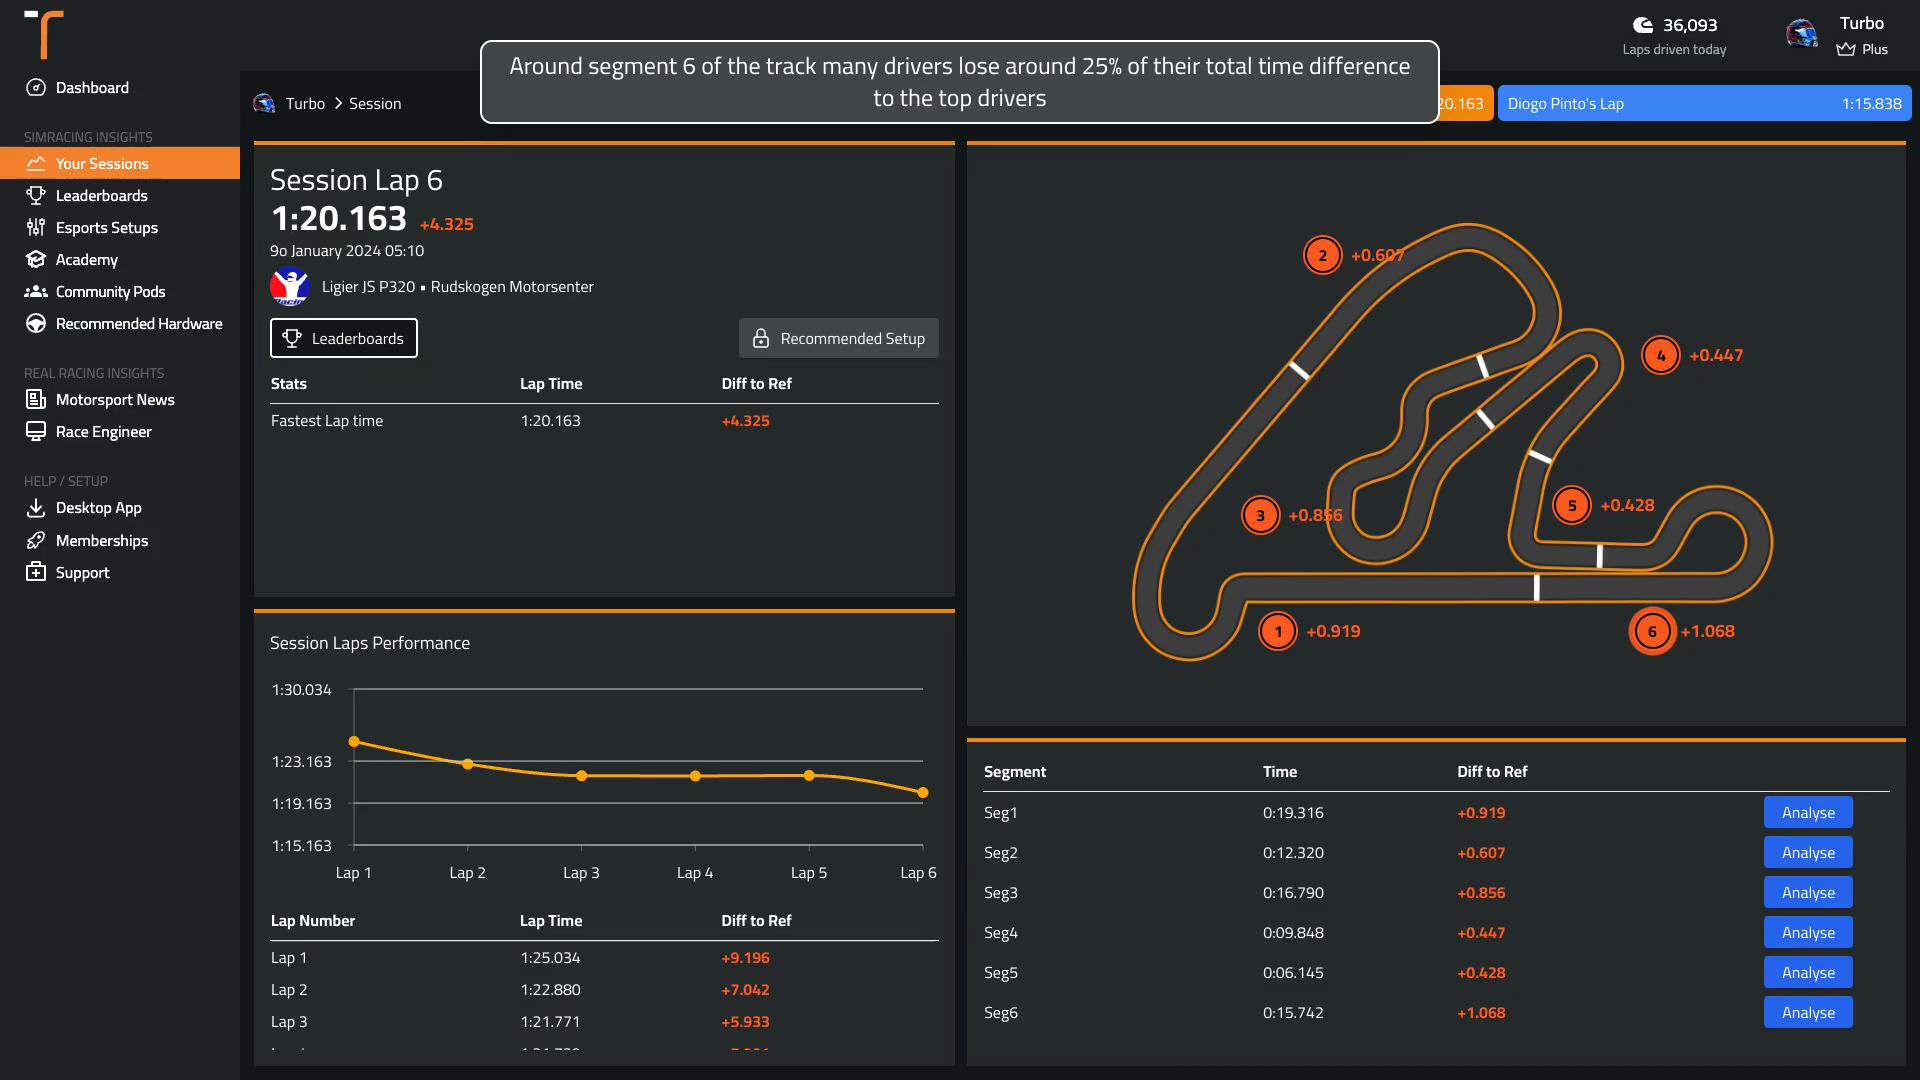 36,093
Laps driven today
Turbo
Plus
Around segment 6 of the track many drivers lose around 25% of their total time difference
to the top drivers
Dashboard
SIMRACING INSIGHTS
Your Sessions
Leaderboards
Esports Setups
Academy
Community Pods
Recommended Hardware
REAL RACING INSIGHTS
Motorsport News
Race Engineer
HELP / SETUP
Desktop App
Memberships
Support
Turbo > Session
20.163
Diogo Pinto's Lap 1:15.838
Session Lap 6
1:20.163 +4.325
9o January 2024 05:10
Ligier JS P320 • Rudskogen Motorsenter
Leaderboards
Recommended Setup
Stats Lap Time Diff to Ref
Fastest Lap time 1:20.163 +4.325
2 +0.607
4 +0.447
5 +0.428
3 +0.856
1 +0.919
6 +1.068
Session Laps Performance
1:30.034
1:23.163
1:19.163
1:15.163
Lap 1 Lap 2 Lap 3 Lap 4 Lap 5 Lap 6
Lap Number Lap Time Diff to Ref
Lap 1 1:25.034 +9.196
Lap 2 1:22.880 +7.042
Lap 3 1:21.771 +5.933
Segment Time Diff to Ref
Seg1 0:19.316 +0.919 Analyse
Seg2 0:12.320 +0.607 Analyse
Seg3 0:16.790 +0.856 Analyse
Seg4 0:09.848 +0.447 Analyse
Seg5 0:06.145 +0.428 Analyse
Seg6 0:15.742 +1.068 Analyse